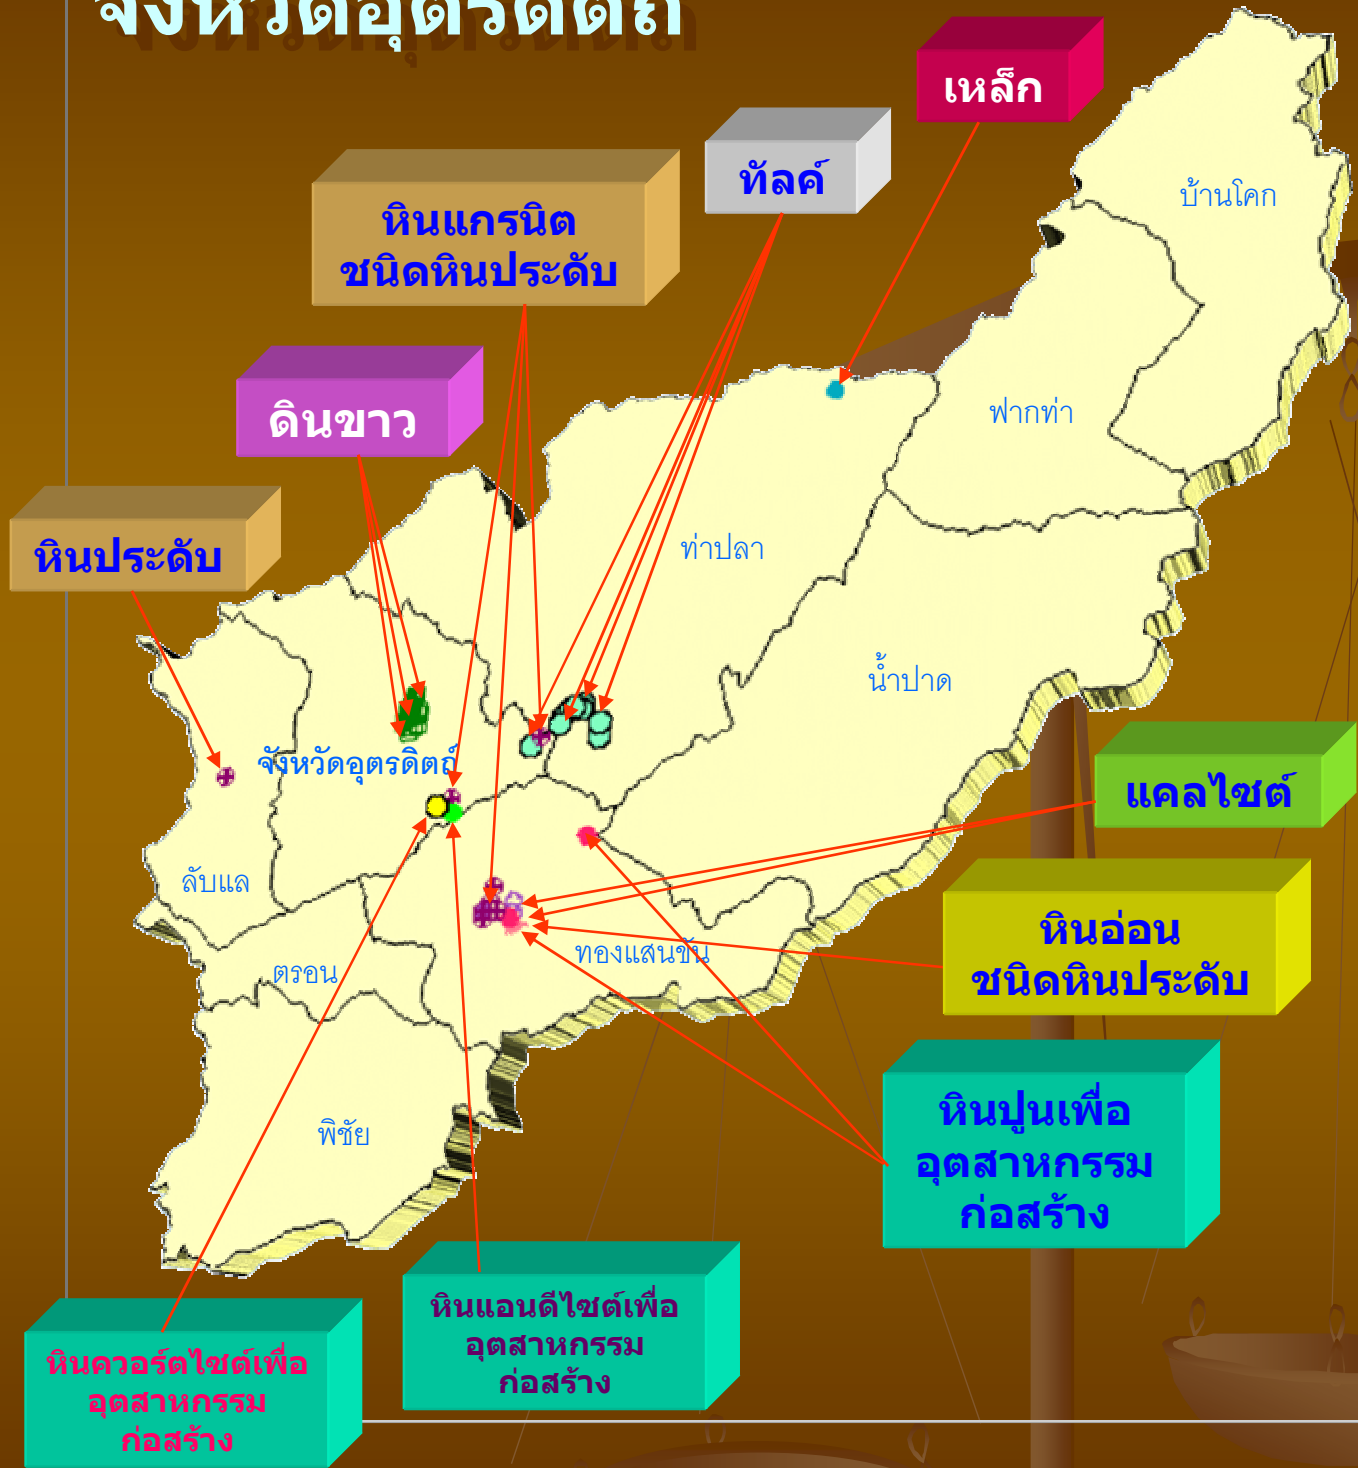 จังหวัดอุตรดิตถ์
เหล็ก
ทัลค์
หินแกรนิต
ชนิดหินประดับ
บ้านโคก
ดินขาว
ฟากท่า
หินประดับ
ท่าปลา
น้ำปาด
จังหวัดอุตรดิตถ์
แคลไซต์
ลับแล
หินอ่อน
ชนิดหินประดับ
ทองแสนขัน
ตรอน
พิชัย
หินปูนเพื่อ
อุตสาหกรรม
ก่อสร้าง
หินแอนดีไซต์เพื่อ
อุตสาหกรรม
ก่อสร้าง
หินควอร์ตไซต์เพื่อ
อุตสาหกรรม
ก่อสร้าง